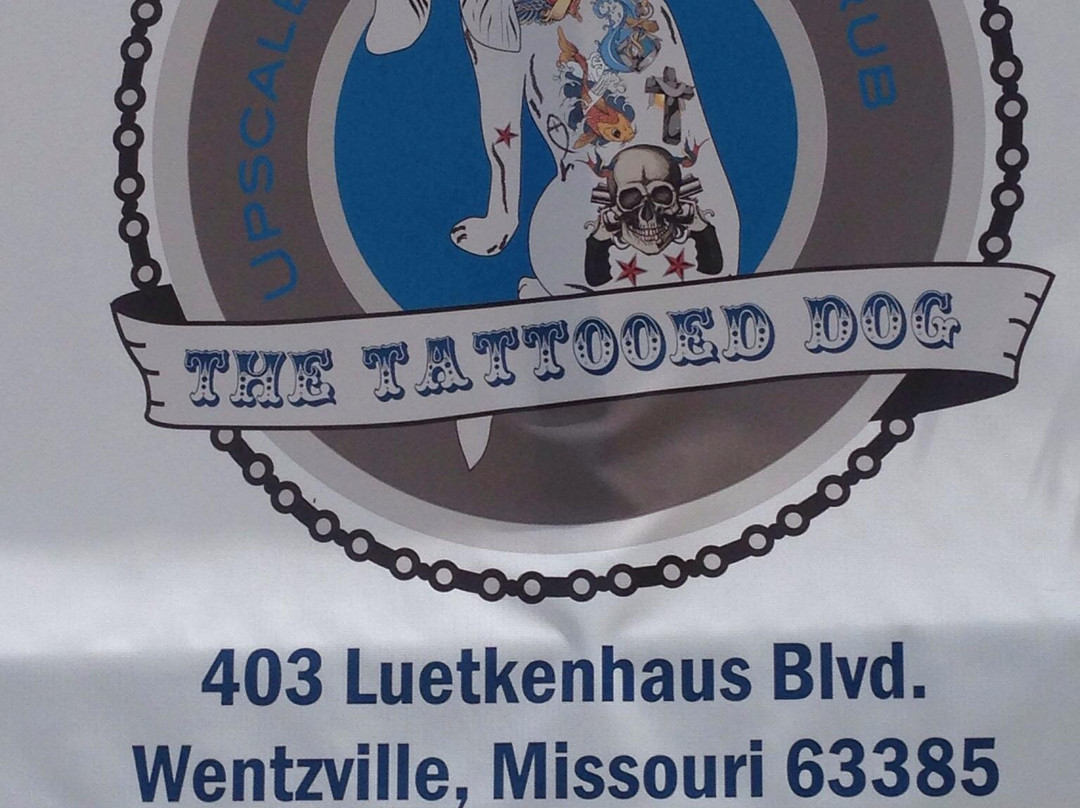 UPSCALE
THE TATTOOED DOG
403 Luetkenhaus Blvd.
Wentzville, Missouri 63385